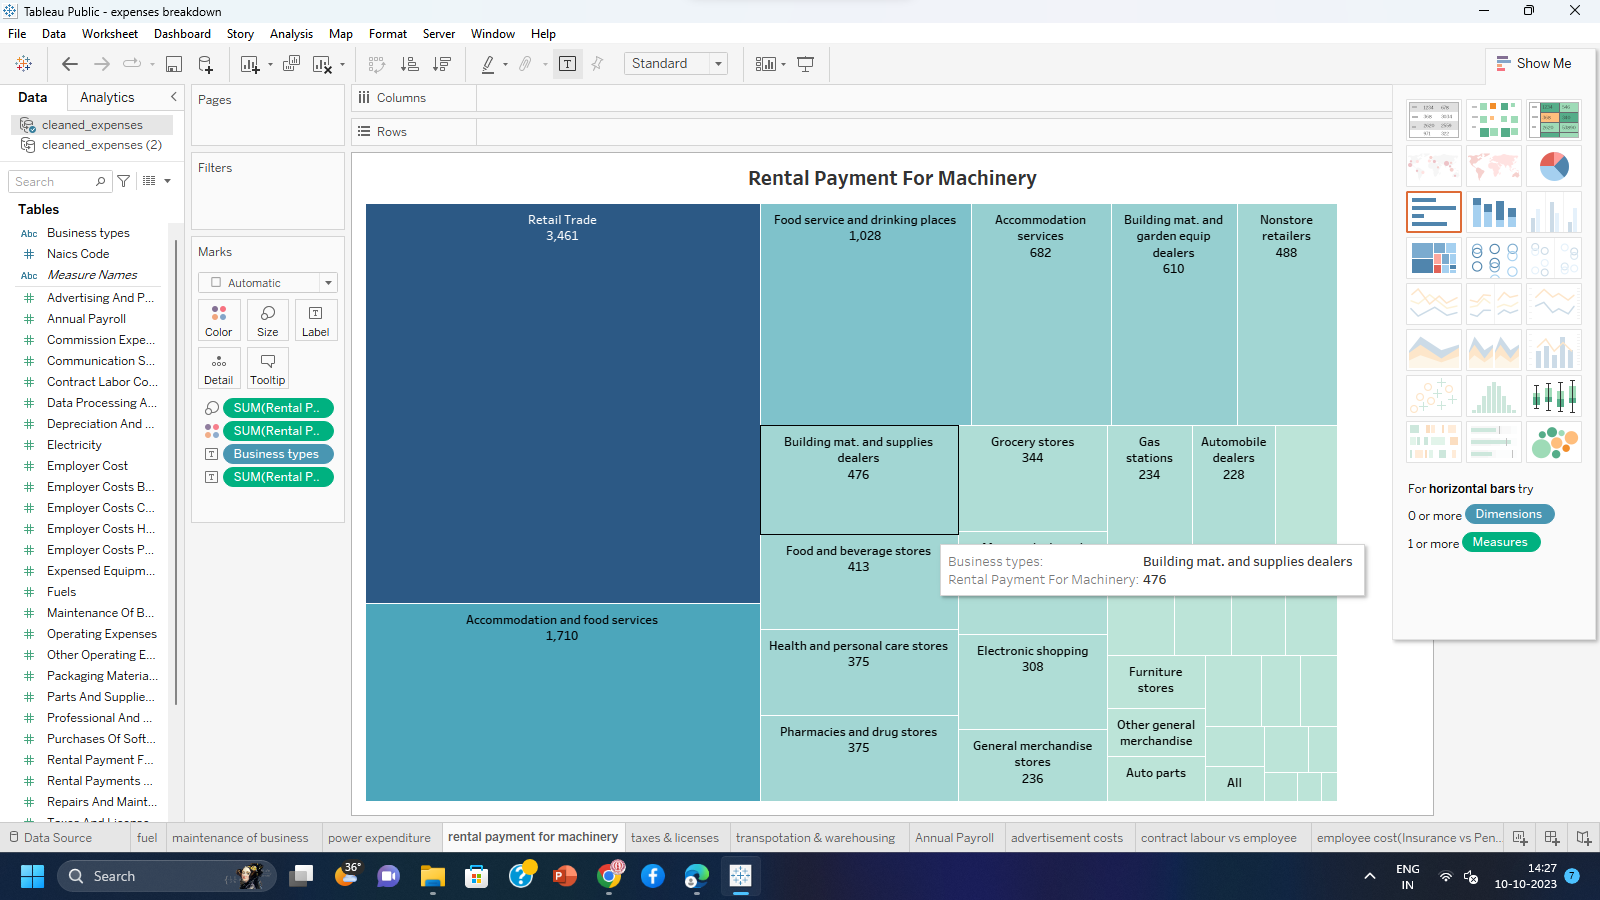 Tableau Public - expenses breakdown
File Data Worksheet Dashboard Story Analysis Map Format Server Window Help
Standard
Show Me
Data Analytics
cleaned_expenses
cleaned_expenses (2)
Search
Tables
Abc Business types
Naics Code
Abc Measure Names
Advertising And P...
Annual Payroll
Commission Expe...
Communication S...
Contract Labor Co...
Data Processing A...
Depreciation And ...
Electricity
Employer Cost
Employer Costs B...
Employer Costs C...
Employer Costs H...
Employer Costs P...
Expensed Equipm...
Fuels
Maintenance Of B...
Operating Expenses
Other Operating E...
Packaging Materia...
Parts And Supplie...
Professional And ...
Purchases Of Soft...
Rental Payment F...
Rental Payments ...
Repairs And Maint...
Pages
Filters
Marks
Automatic
Color Size Label
Detail Tooltip
SUM(Rental P..
SUM(Rental P..
Business types
SUM(Rental P..
Columns
Rows
Rental Payment For Machinery
Retail Trade
3,461
Accommodation and food services
1,710
Food service and drinking places
1,028
Accommodation
services
682
Building mat. and
garden equip
dealers
610
Nonstore
retailers
488
Building mat. and supplies
dealers
476
Food and beverage stores
413
Health and personal care stores
375
Pharmacies and drug stores
375
Grocery stores
344
Electronic shopping
308
General merchandise
stores
236
Gas
stations
234
Automobile
dealers
228
Furniture
stores
Other general
merchandise
Auto parts
All
Business types: Building mat. and supplies dealers
Rental Payment For Machinery: 476
For horizontal bars try
0 or more Dimensions
1 or more Measures
Data Source fuel maintenance of business power expenditure rental payment for machinery taxes & licenses transpotation & warehousing Annual Payroll advertisement costs contract labour vs employee employee cost(Insurance vs Pen...
Search
36°
ENG
IN
14:27
10-10-2023
7